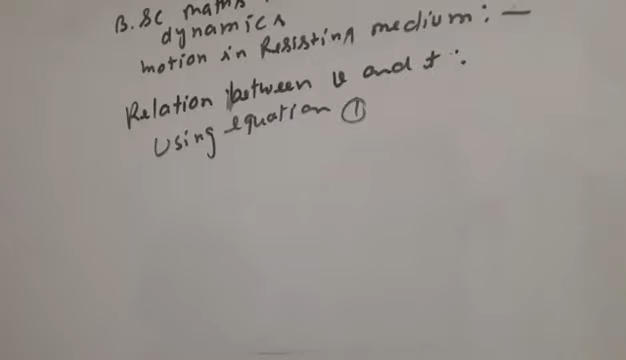 B.SC maths
dynamics
motion in Resisting medium: —
Relation between v and t :
Using equation ①